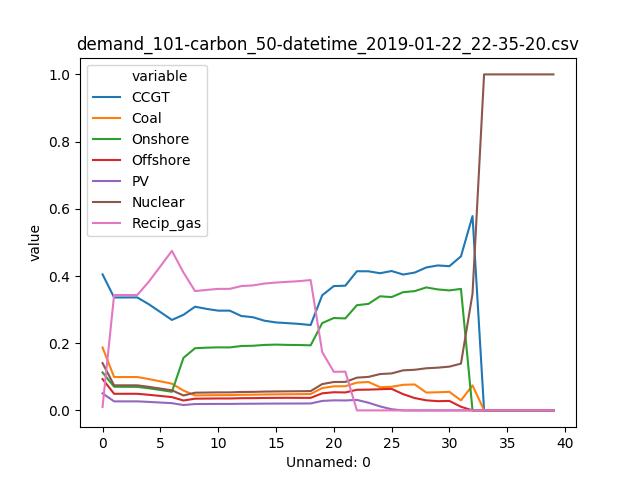 demand_101-carbon_50-datetime_2019-01-22_22-35-20.csv
variable
CCGT
Coal
Onshore
Offshore
PV
Nuclear
Recip_gas
value
1.0
0.8
0.6
0.4
0.2
0.0
0 5 10 15 20 25 30 35 40
Unnamed: 0